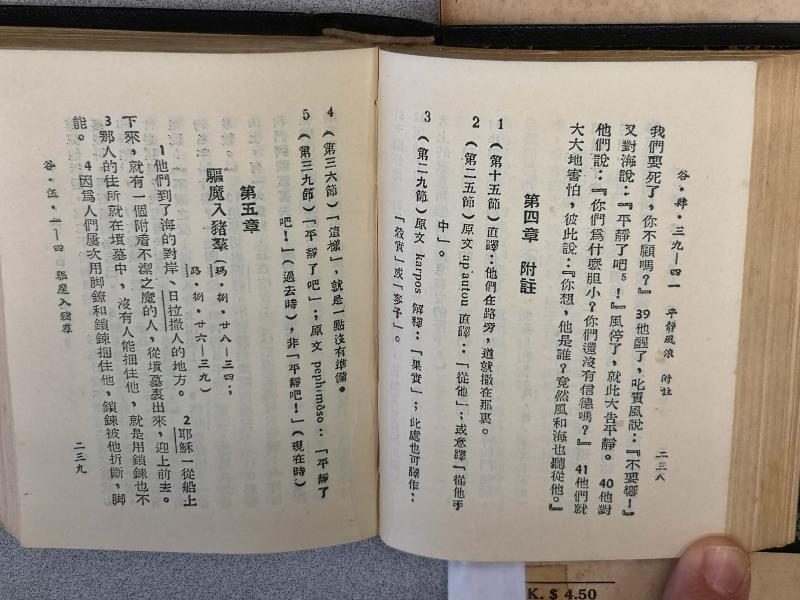 谷·肆·三九—四一　平靜風浪　附註　二三八
我們要死了，你不顧嗎？』39他醒了，叱責風說：『不要響！』
又對海說：『平靜了吧5！』風停了，就此大告平靜。40他對
他們說：『你們爲什麽胆小？你們還沒有信德嗎？』41他們就
大大地害怕，彼此說：『你想，他是誰？竟然風和海也聽從他。』
第四章　附註
1（第十五節）直譯：他們在路旁，道就撒在那裏。
2（第二五節）原文 apautou 直譯：「從他」；或意譯「從他手
中」。
3（第二九節）原文 karpos 解釋：「果實」；此處也可譯作：
「穀實」或「麥子」。
4（第三六節）「這樣」，就是一點沒有準備。
5（第三九節）「平靜了吧」；原文 pephimôso：「平靜了
吧！」（過去時），非「平靜吧！」（現在時）
第五章
驅魔入豬羣（瑪·捌·廿八—三四；
路·捌·廿六—三九）
1他們到了海的對岸、日拉撒人的地方。2耶穌一從船上
下來，就有一個附着不潔之魔的人，從墳墓裏出來，迎上前去。
3那人的住所就在墳墓中，沒有人能捆住他，就是用鎖鍊也不
能。4因爲人們屢次用脚鐐和鎖鍊捆住他，鎖鍊被他折斷，脚
谷·伍·一—四　驅魔入豬羣　二三九
K. $ 4.50